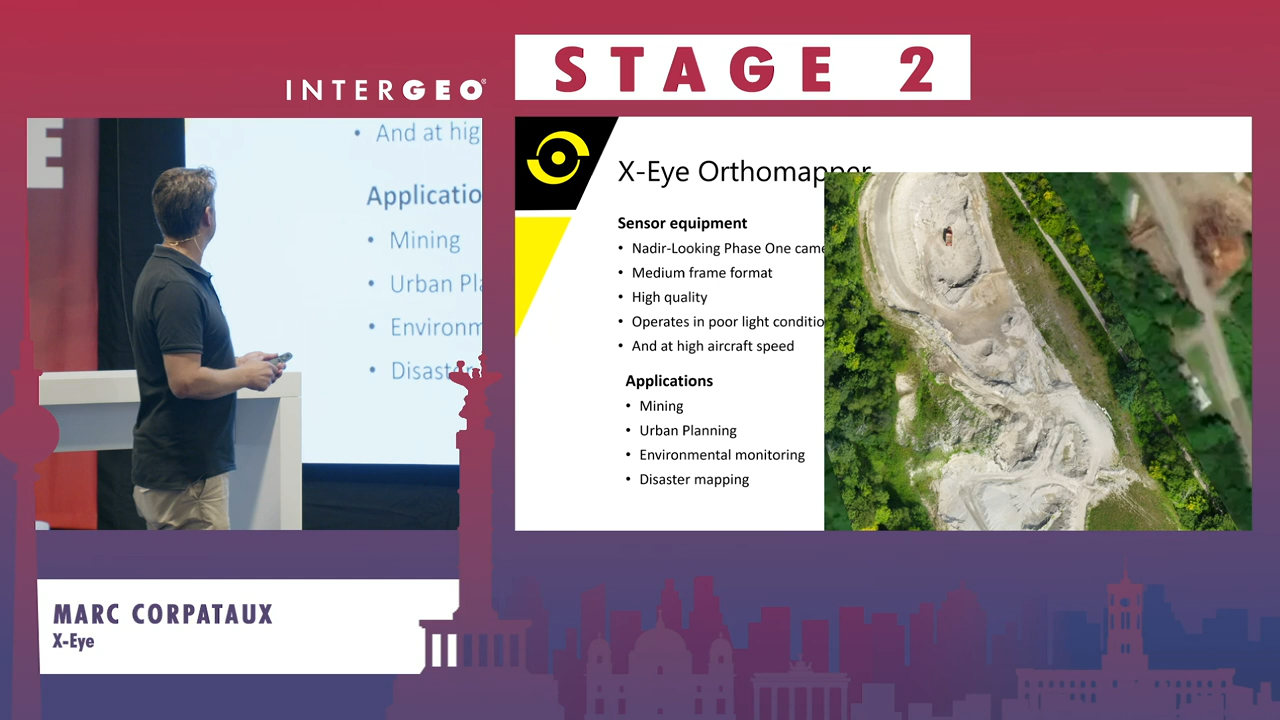 STAGE 2
INTERGEO®
E
• And at hig
Applicatio
• Mining
• Urban Pla
• Environm
• Disaster
X-Eye Orthomapper
Sensor equipment
• Nadir-Looking Phase One came
• Medium frame format
• High quality
• Operates in poor light conditio
• And at high aircraft speed
Applications
• Mining
• Urban Planning
• Environmental monitoring
• Disaster mapping
MARC CORPATAUX
X-Eye